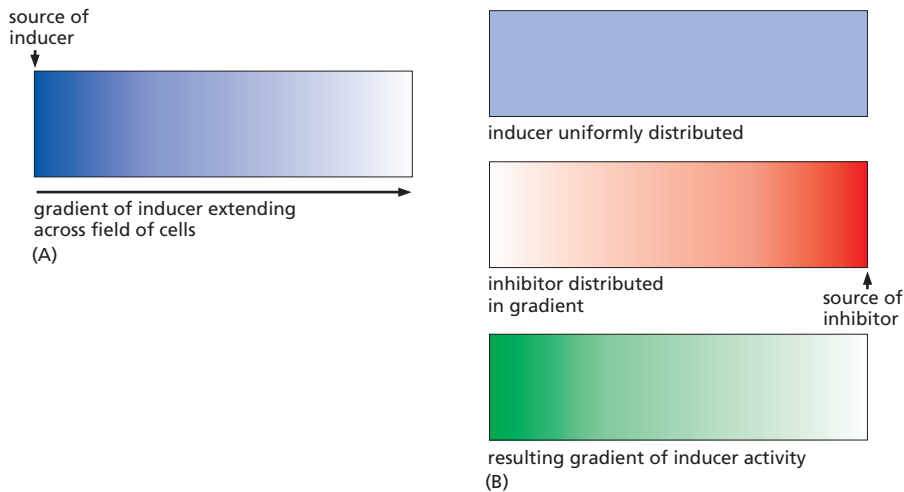 source of
inducer
gradient of inducer extending
across field of cells
(A)
inducer uniformly distributed
inhibitor distributed
in gradient
source of
inhibitor
resulting gradient of inducer activity
(B)